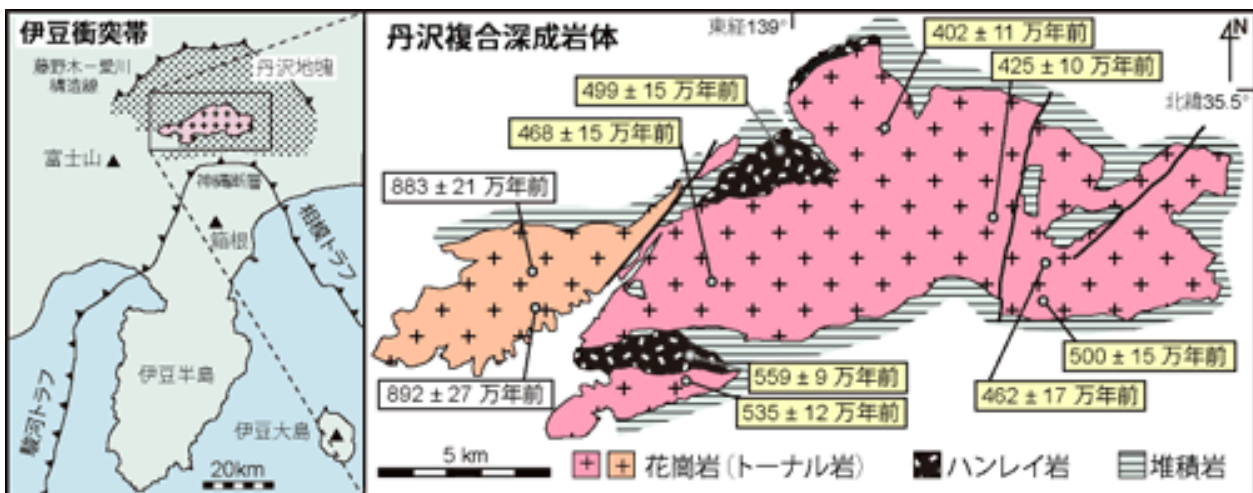 伊豆衝突帯
藤野木－愛川
構造線
丹沢地塊
富士山
神縄断層
箱根
相模トラフ
駿河トラフ
伊豆半島
伊豆大島
20km
丹沢複合深成岩体
東経139°
N
北緯35.5°
402 ± 11 万年前
425 ± 10 万年前
499 ± 15 万年前
468 ± 15 万年前
883 ± 21 万年前
892 ± 27 万年前
559 ± 9 万年前
535 ± 12 万年前
500 ± 15 万年前
462 ± 17 万年前
5 km
花崗岩（トーナル岩）
ハンレイ岩
堆積岩